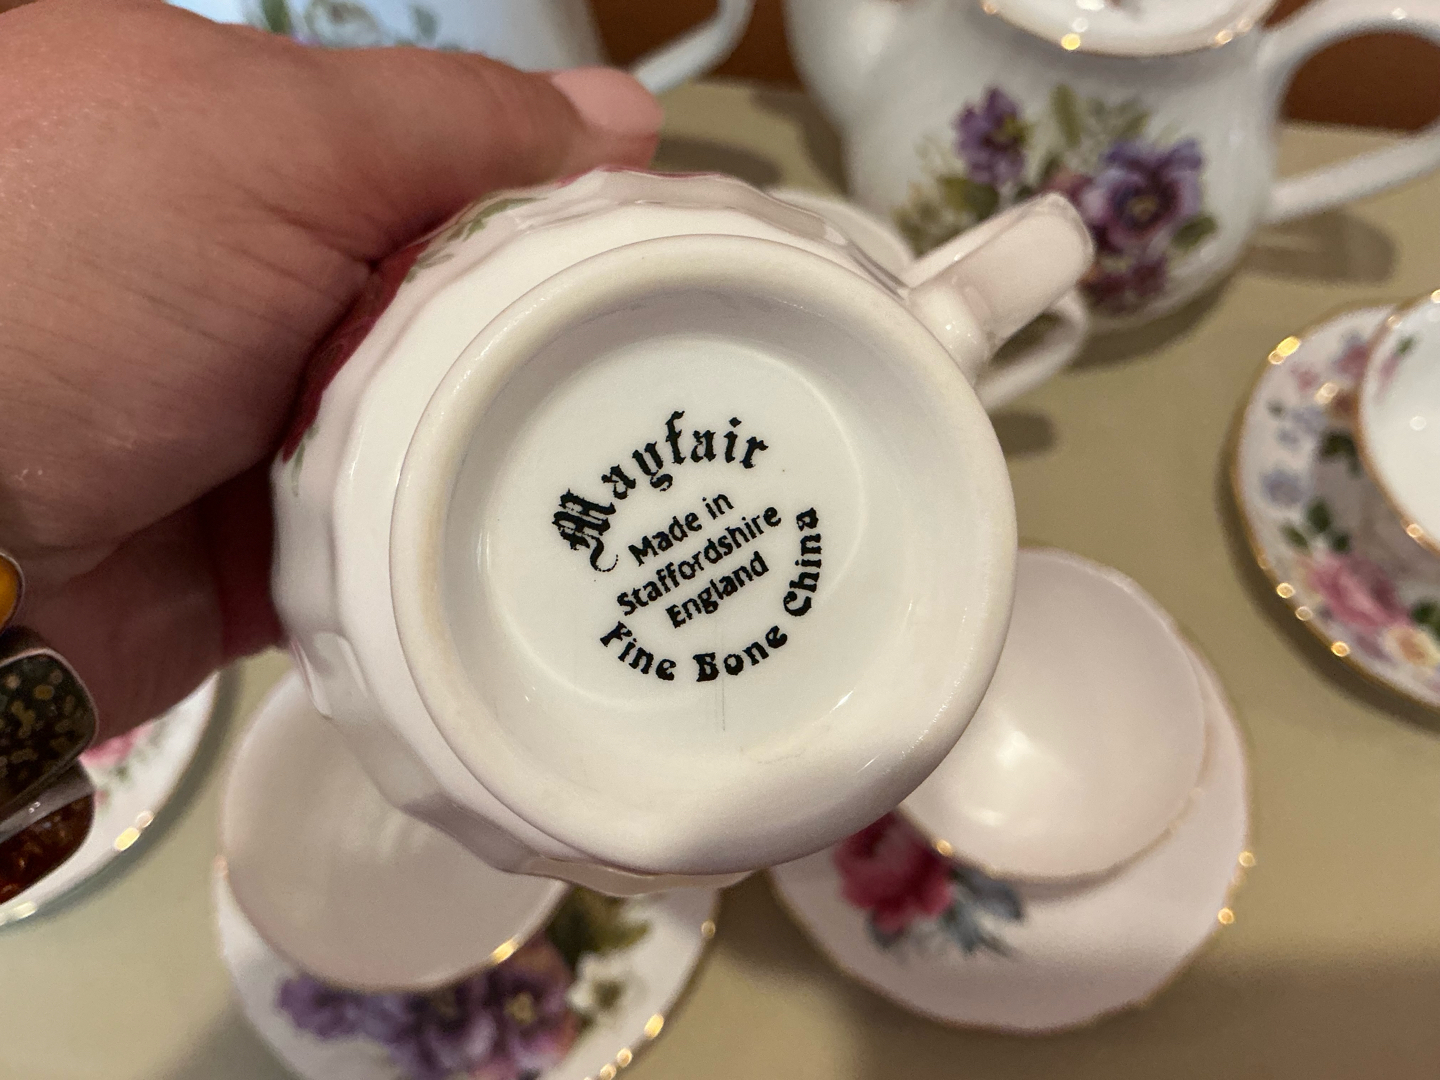 Mayfair
Made in
Staffordshire
England
Fine Bone China